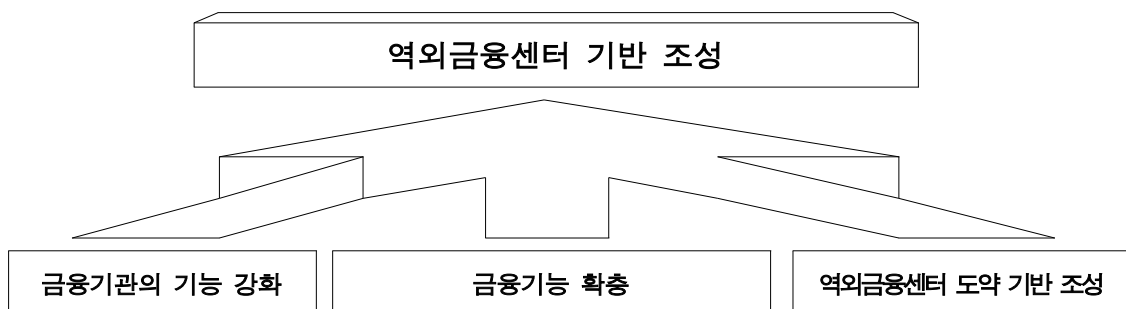 역외금융센터 기반 조성
금융기관의 기능 강화
금융기능 확충
역외금융센터 도약 기반 조성